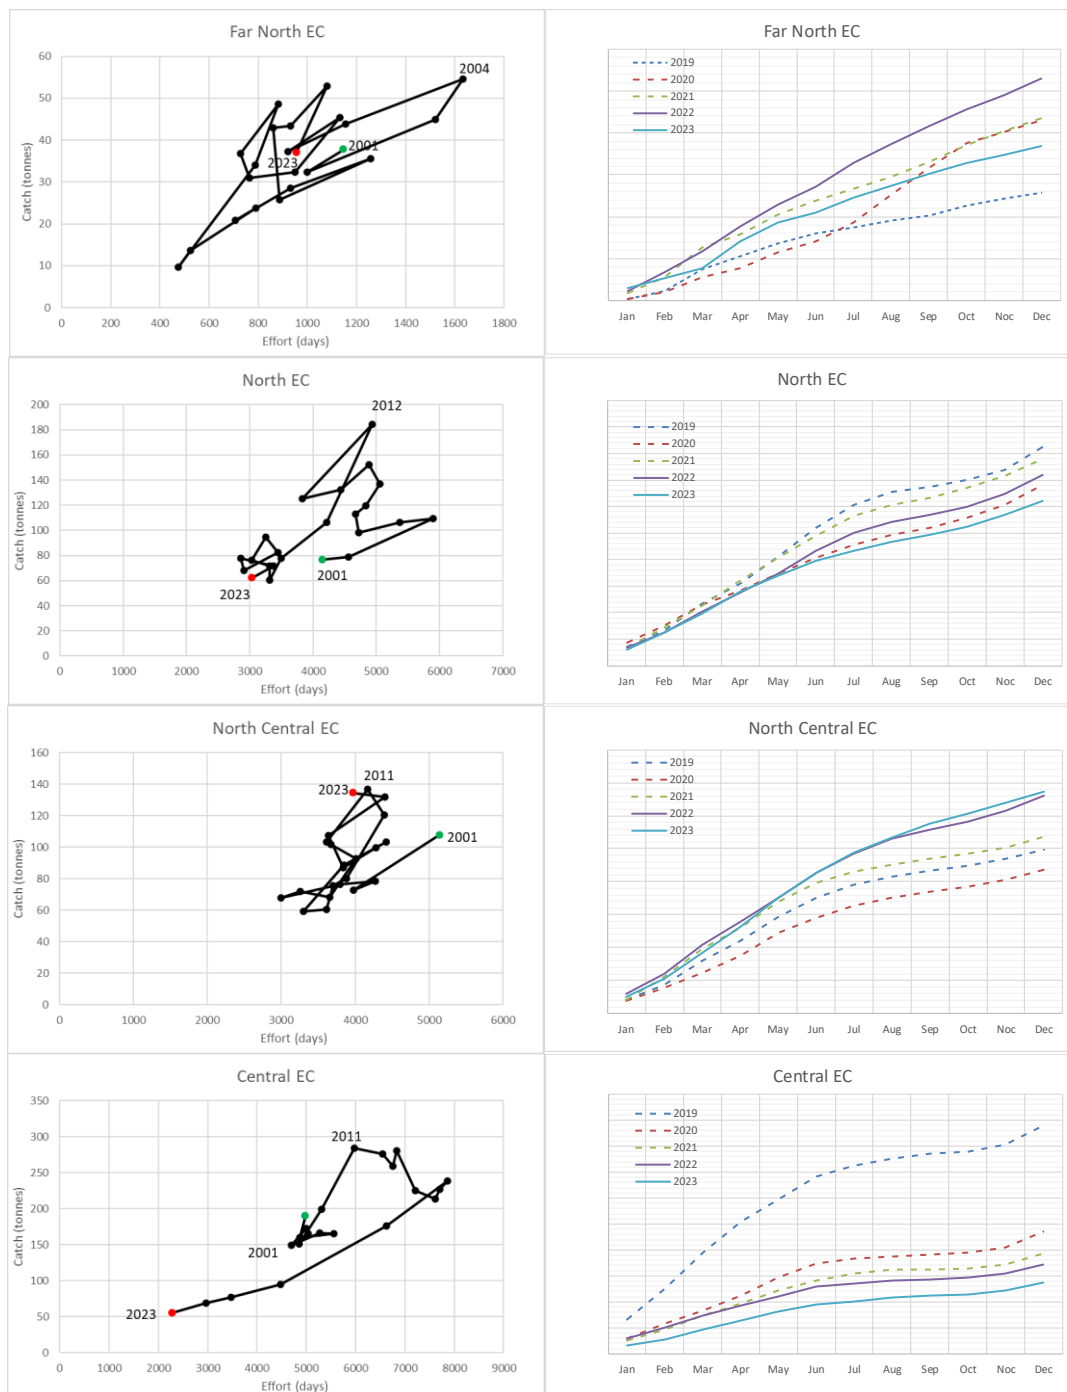 Far North EC
60
50
40
30
20
10
0
Catch (tonnes)
2004
2001
2023
0 200 400 600 800 1000 1200 1400 1600 1800
Effort (days)
Far North EC
2019
2020
2021
2022
2023
Jan Feb Mar Apr May Jun Jul Aug Sep Oct Noc Dec
North EC
200
180
160
140
120
100
80
60
40
20
0
Catch (tonnes)
2012
2001
2023
0 1000 2000 3000 4000 5000 6000 7000
Effort (days)
North EC
2019
2020
2021
2022
2023
Jan Feb Mar Apr May Jun Jul Aug Sep Oct Noc Dec
North Central EC
160
140
120
100
80
60
40
20
0
Catch (tonnes)
2011
2023
2001
0 1000 2000 3000 4000 5000 6000
Effort (days)
North Central EC
2019
2020
2021
2022
2023
Jan Feb Mar Apr May Jun Jul Aug Sep Oct Noc Dec
Central EC
350
300
250
200
150
100
50
0
Catch (tonnes)
2011
2001
2023
0 1000 2000 3000 4000 5000 6000 7000 8000 9000
Effort (days)
Central EC
2019
2020
2021
2022
2023
Jan Feb Mar Apr May Jun Jul Aug Sep Oct Noc Dec